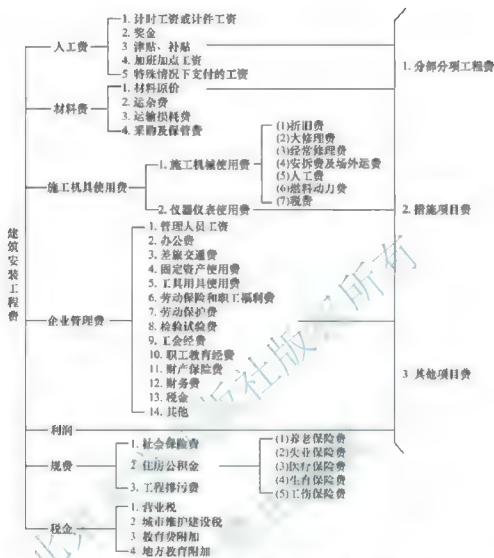 建筑安装工程费
人工费
1. 计时工资或计件工资
2. 奖金
3 津贴、补贴
4. 加班加点工资
5 特殊情况下支付的工资
材料费
1. 材料原价
2. 运杂费
3. 运输损耗费
4. 采购及保管费
施工机具使用费
1. 施工机械使用费
(1)折旧费
(2)大修理费
(3)经常修理费
(4)安拆费及场外运费
(5)人工费
(6)燃料动力费
(7)税费
2. 仪器仪表使用费
企业管理费
1. 管理人员工资
2. 办公费
3. 差旅交通费
4. 固定资产使用费
5. 工具用具使用费
6. 劳动保险和职工福利费
7. 劳动保护费
8. 检验试验费
9. 工会经费
10. 职工教育经费
11. 财产保险费
12. 财务费
13. 税金
14. 其他
利润
规费
1. 社会保险费
2 住房公积金
3. 工程排污费
(1)养老保险费
(2)失业保险费
(3)医疗保险费
(4)生育保险费
(5)工伤保险费
税金
1. 营业税
2 城市维护建设税
3 教育费附加
4 地方教育附加
1. 分部分项工程费
2. 措施项目费
3 其他项目费
社版权所有